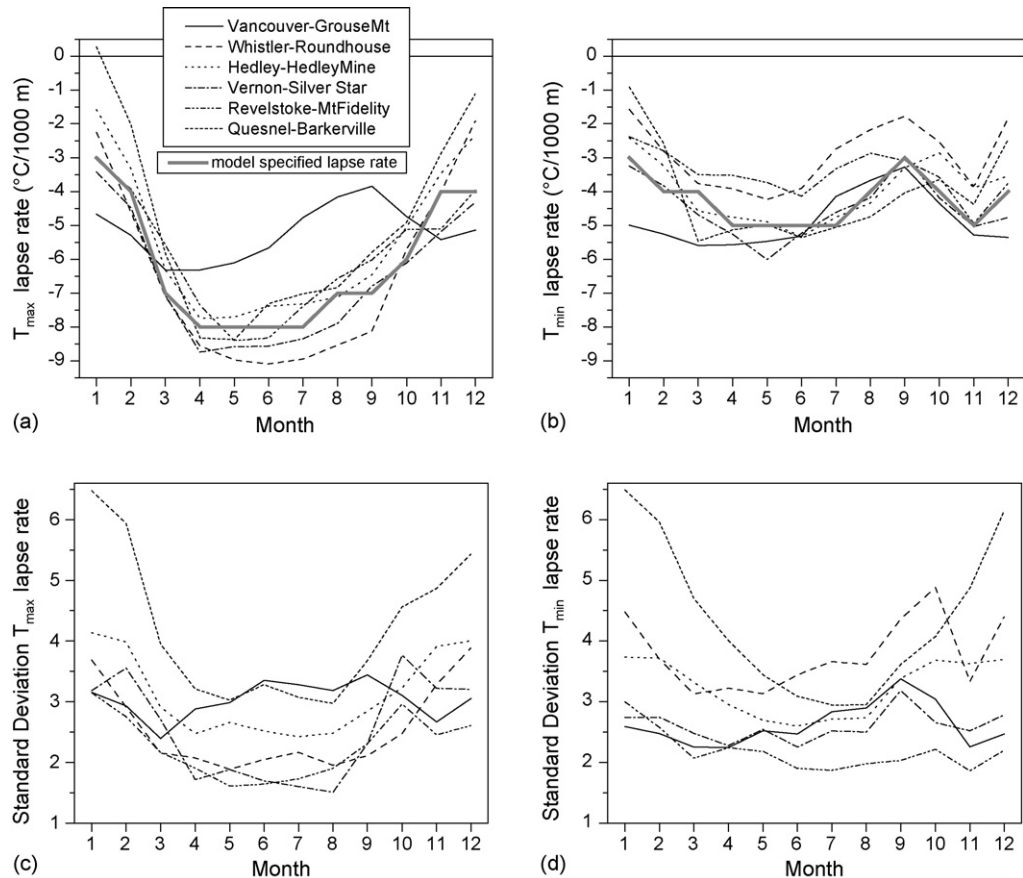 Vancouver-GrouseMt
Whistler-Roundhouse
Hedley-HedleyMine
Vernon-Silver Star
Revelstoke-MtFidelity
Quesnel-Barkerville
model specified lapse rate
0
-1
-2
-3
-4
-5
-6
-7
-8
-9
Tmax lapse rate (°C/1000 m)
1 2 3 4 5 6 7 8 9 10 11 12
Month
(a)
0
-1
-2
-3
-4
-5
-6
-7
-8
-9
Tmin lapse rate (°C/1000 m)
1 2 3 4 5 6 7 8 9 10 11 12
Month
(b)
6
5
4
3
2
1
Standard Deviation Tmax lapse rate
1 2 3 4 5 6 7 8 9 10 11 12
Month
(c)
6
5
4
3
2
1
Standard Deviation Tmin lapse rate
1 2 3 4 5 6 7 8 9 10 11 12
Month
(d)